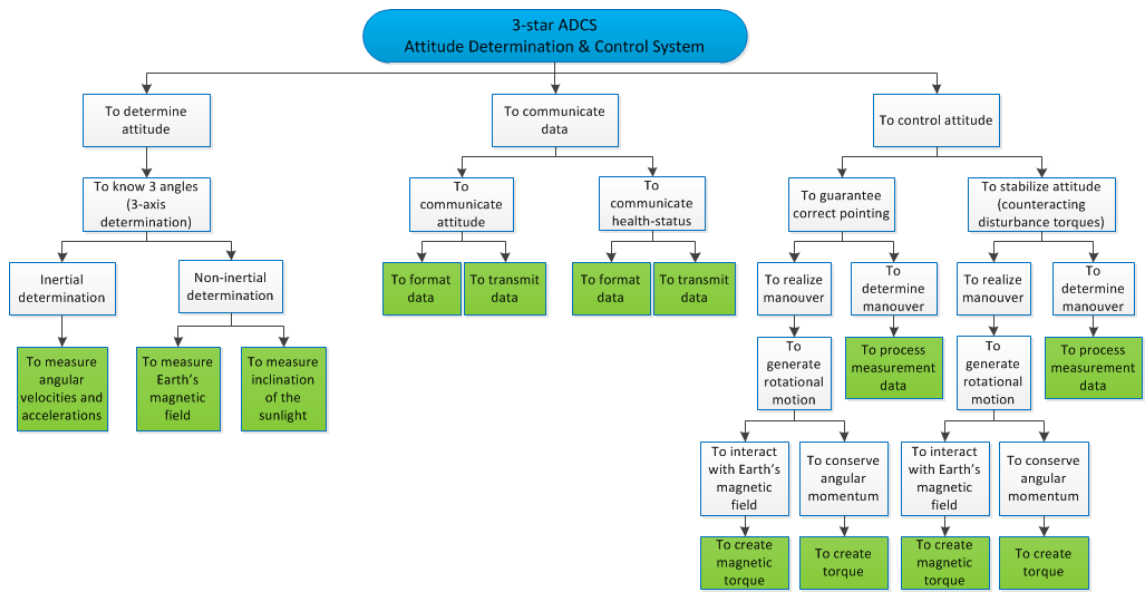 3-star ADCS
Attitude Determination & Control System
To determine
attitude
To communicate
data
To control attitude
To know 3 angles
(3-axis
determination)
To
communicate
attitude
To
communicate
health-status
To guarantee
correct pointing
To stabilize attitude
(counteracting
disturbance torques)
Inertial
determination
Non-inertial
determination
To format
data
To transmit
data
To format
data
To transmit
data
To realize
manouver
To
determine
manouver
To realize
manouver
To
determine
manouver
To measure
angular
velocities and
accelerations
To measure
Earth's
magnetic
field
To measure
inclination
of the
sunlight
To
generate
rotational
motion
To process
measurement
data
To
generate
rotational
motion
To process
measurement
data
To interact
with Earth's
magnetic
field
To conserve
angular
momentum
To interact
with Earth's
magnetic
field
To conserve
angular
momentum
To create
magnetic
torque
To create
torque
To create
magnetic
torque
To create
torque